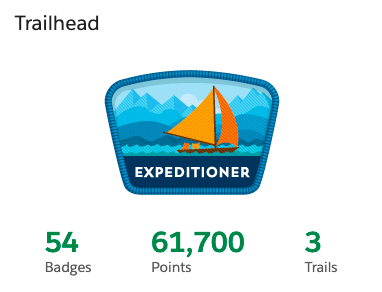 Trailhead
EXPEDITIONER
54
61,700
3
Badges
Points
Trails